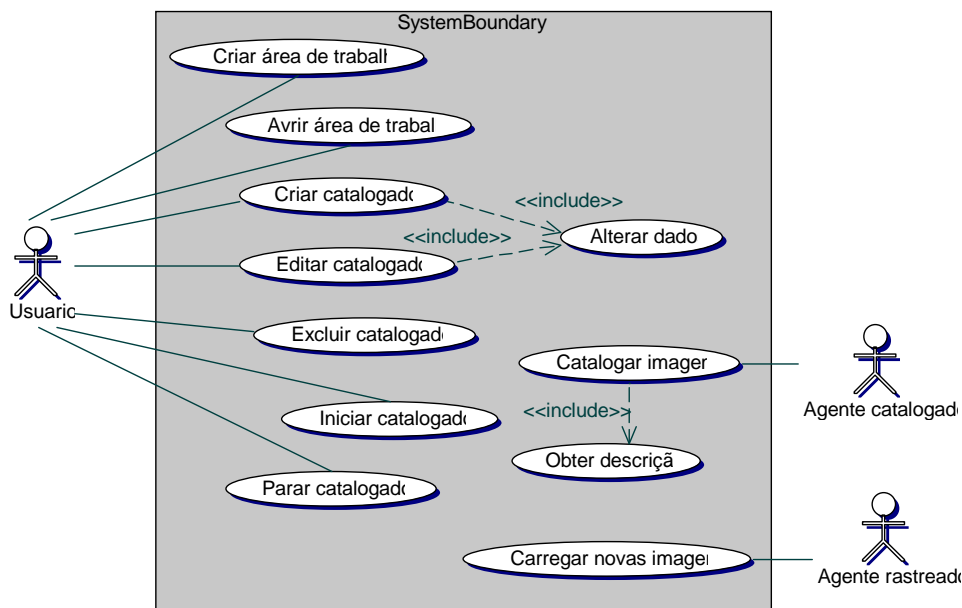 SystemBoundary
Criar área de trabalh
Avrir área de trabal
Criar catalogado
<<include>>
<<include>>
Alterar dado
Editar catalogado
Usuario
Excluir catalogado
Catalogar imager
Agente catalogado
Iniciar catalogado
<<include>>
Obter descriçã
Parar catalogado
Carregar novas imager
Agente rastreado